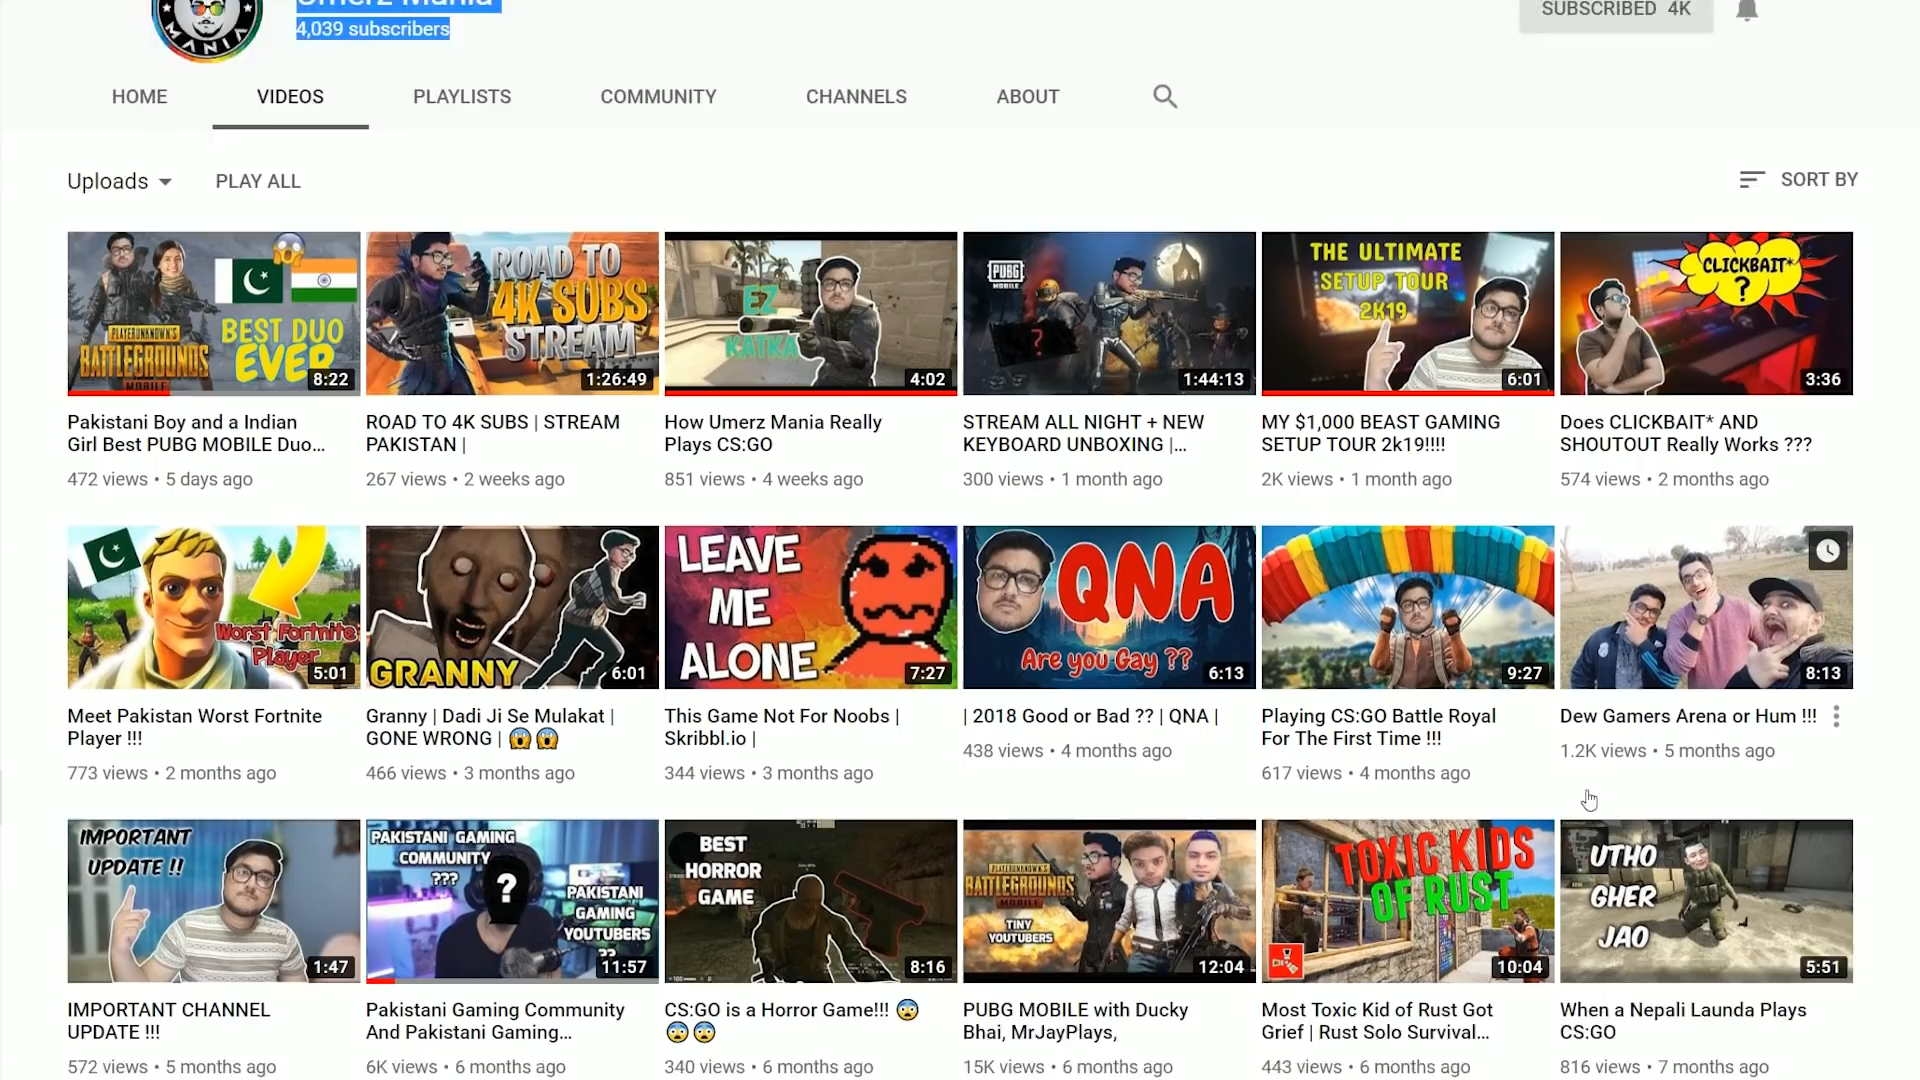 Umerz Mania
4,039 subscribers
SUBSCRIBED 4K
MANIA
HOME VIDEOS PLAYLISTS COMMUNITY CHANNELS ABOUT
Uploads PLAY ALL SORT BY
PLAYERUNKNOWN'S
BATTLEGROUNDS
MOBILE
BEST DUO
EVER
8:22
ROAD TO
4K SUBS
STREAM
1:26:49
EZ
KATKA
4:02
PUBG
MOBILE
?
1:44:13
THE ULTIMATE
SETUP TOUR
2K19
6:01
CLICKBAIT*
?
3:36
Pakistani Boy and a Indian
Girl Best PUBG MOBILE Duo...
472 views • 5 days ago
ROAD TO 4K SUBS | STREAM
PAKISTAN |
267 views • 2 weeks ago
How Umerz Mania Really
Plays CS:GO
851 views • 4 weeks ago
STREAM ALL NIGHT + NEW
KEYBOARD UNBOXING |...
300 views • 1 month ago
MY $1,000 BEAST GAMING
SETUP TOUR 2k19!!!!
2K views • 1 month ago
Does CLICKBAIT* AND
SHOUTOUT Really Works ???
574 views • 2 months ago
Worst Fortnite
Player
5:01
GRANNY
6:01
LEAVE
ME
ALONE
7:27
QNA
Are you Gay ??
6:13
9:27
8:13
Meet Pakistan Worst Fortnite
Player !!!
773 views • 2 months ago
Granny | Dadi Ji Se Mulakat |
GONE WRONG | 😱😱
466 views • 3 months ago
This Game Not For Noobs |
Skribbl.io |
344 views • 3 months ago
| 2018 Good or Bad ?? | QNA |
438 views • 4 months ago
Playing CS:GO Battle Royal
For The First Time !!!
617 views • 4 months ago
Dew Gamers Arena or Hum !!!
1.2K views • 5 months ago
IMPORTANT
UPDATE !!
1:47
PAKISTANI GAMING
COMMUNITY
???
?
PAKISTANI
GAMING
YOUTUBERS
??
11:57
BEST
HORROR
GAME
8:16
PLAYERUNKNOWN'S
BATTLEGROUNDS
MOBILE
TINY
YOUTUBERS
12:04
TOXIC KIDS
OF RUST
10:04
UTHO
GHER
JAO
5:51
IMPORTANT CHANNEL
UPDATE !!!
572 views • 5 months ago
Pakistani Gaming Community
And Pakistani Gaming...
6K views • 6 months ago
CS:GO is a Horror Game!!! 😨
😨😨
340 views • 6 months ago
PUBG MOBILE with Ducky
Bhai, MrJayPlays,
15K views • 6 months ago
Most Toxic Kid of Rust Got
Grief | Rust Solo Survival...
443 views • 6 months ago
When a Nepali Launda Plays
CS:GO
816 views • 7 months ago